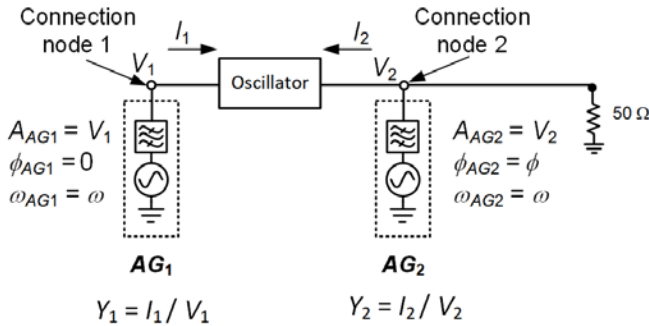 Connection
node 1
I1
V1
Oscillator
I2
V2
Connection
node 2
50 Ω
AAG1 = V1
ϕAG1 = 0
ωAG1 = ω
AAG2 = V2
ϕAG2 = ϕ
ωAG2 = ω
AG1
AG2
Y1 = I1 / V1
Y2 = I2 / V2